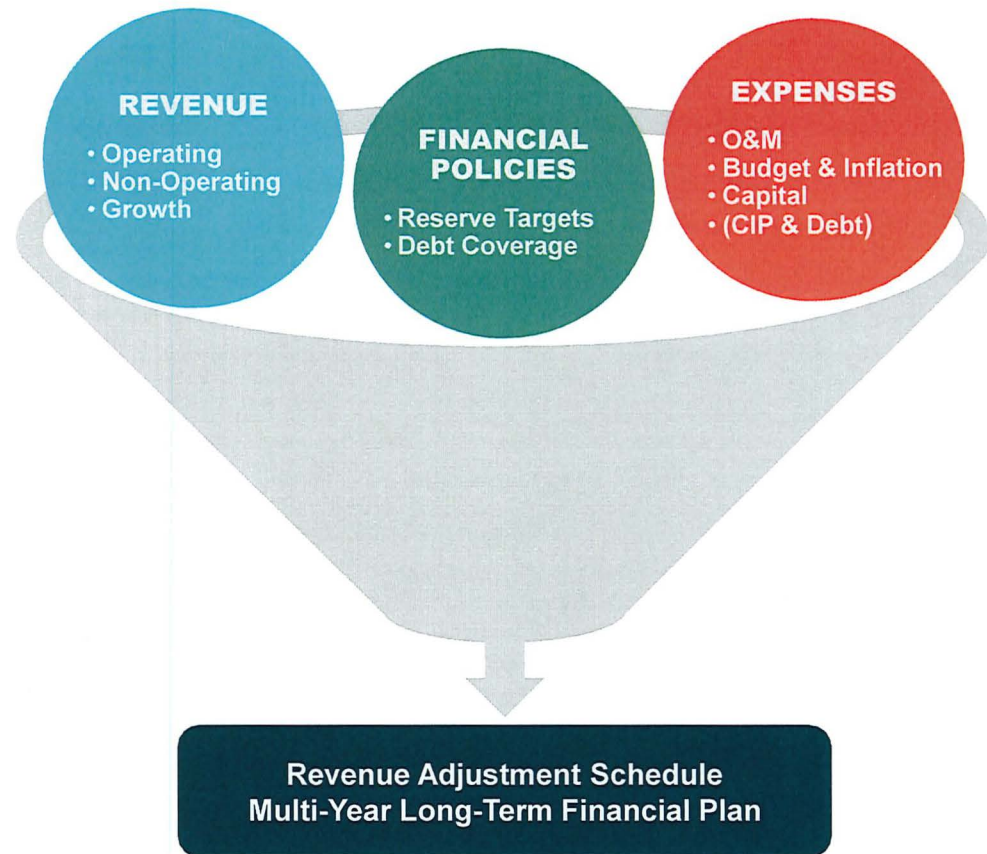 REVENUE
• Operating
• Non-Operating
• Growth
FINANCIAL
POLICIES
• Reserve Targets
• Debt Coverage
EXPENSES
• O&M
• Budget & Inflation
• Capital
• (CIP & Debt)
Revenue Adjustment Schedule
Multi-Year Long-Term Financial Plan